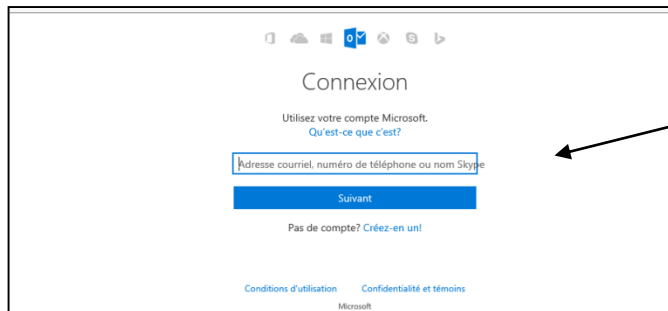 Connexion
Utilisez votre compte Microsoft.
Qu'est-ce que c'est?
Adresse courriel, numéro de téléphone ou nom Skype
Suivant
Pas de compte? Créez-en un!
Conditions d'utilisation Confidentialité et témoins
Microsoft